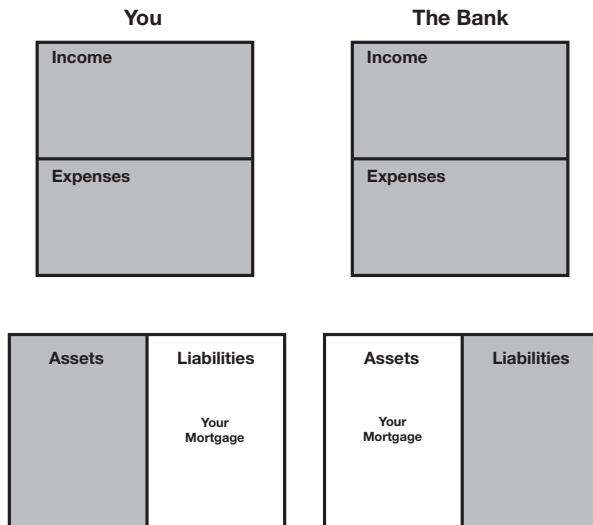 You
The Bank
Income
Income
Expenses
Expenses
Assets
Liabilities
Assets
Liabilities
Your
Mortgage
Your
Mortgage